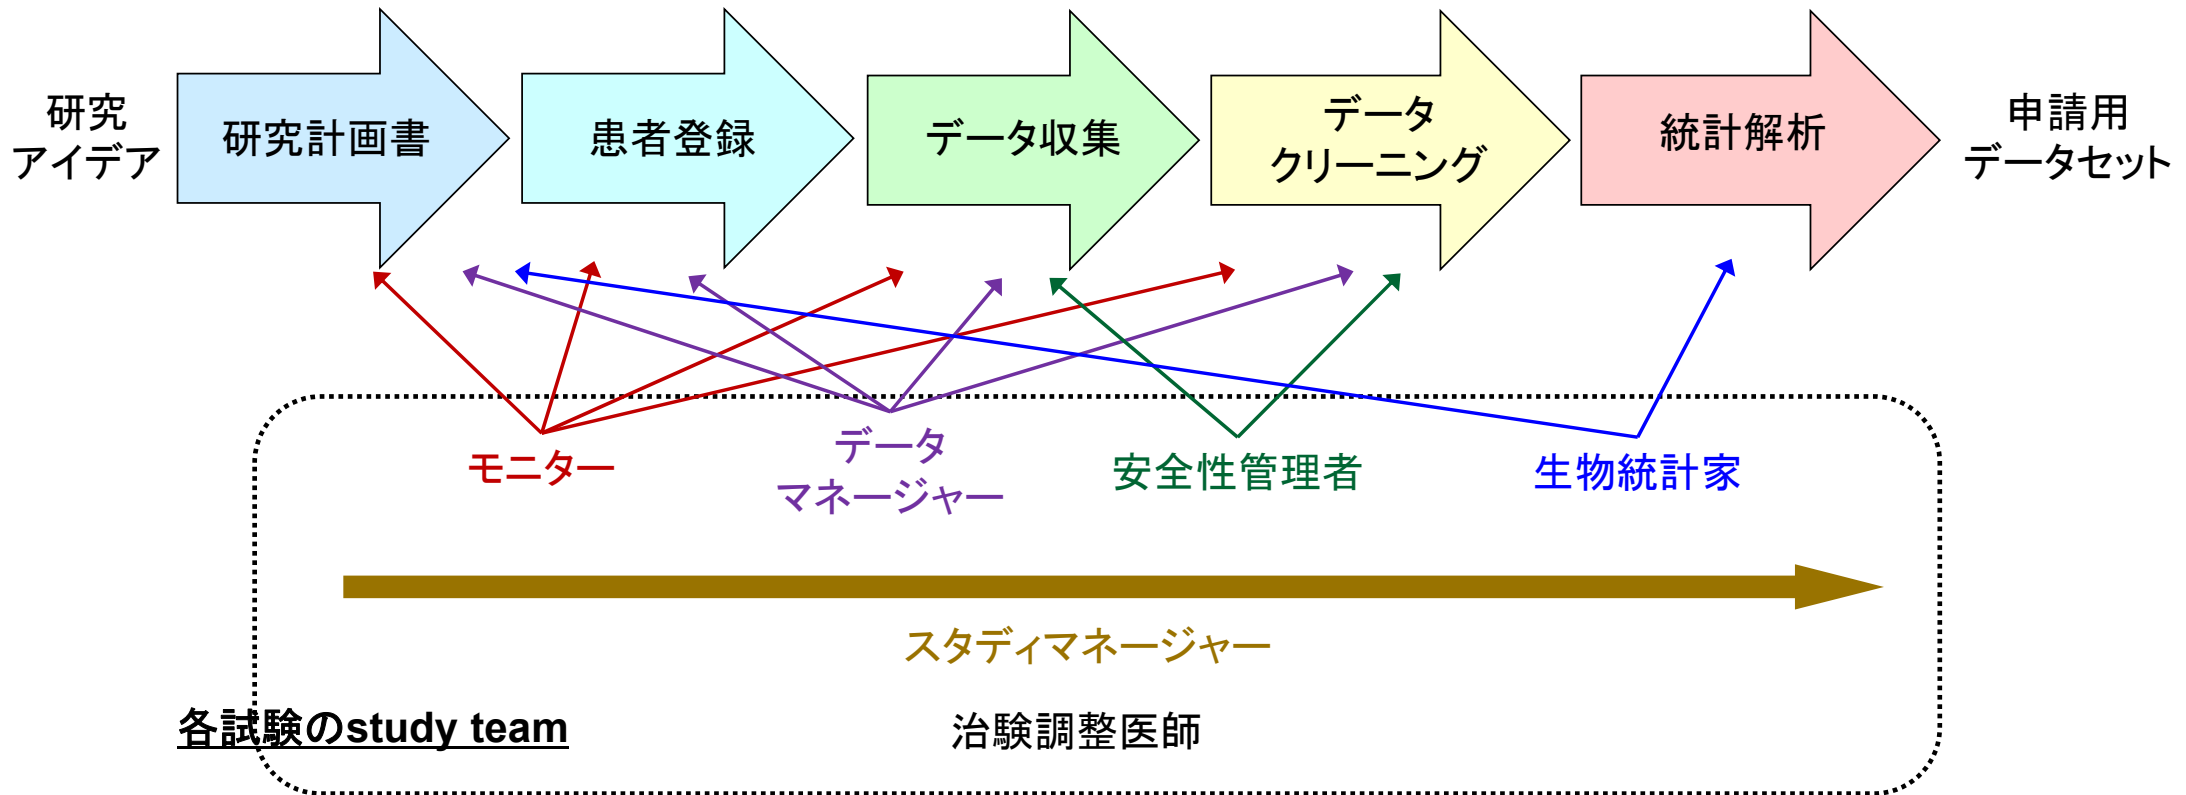 研究
アイデア
研究計画書
患者登録
データ収集
データ
クリーニング
統計解析
申請用
データセット
モニター
データ
マネージャー
安全性管理者
生物統計家
スタディマネージャー
各試験のstudy team
治験調整医師